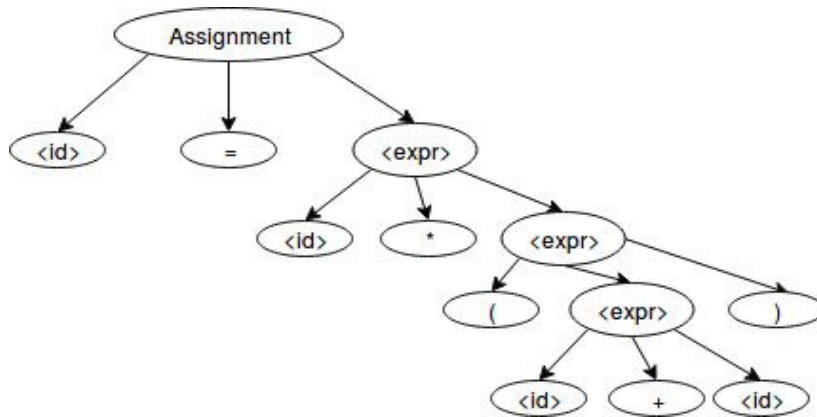 Assignment
<id> = <expr>
<id> * <expr>
( <expr> )
<id> + <id>